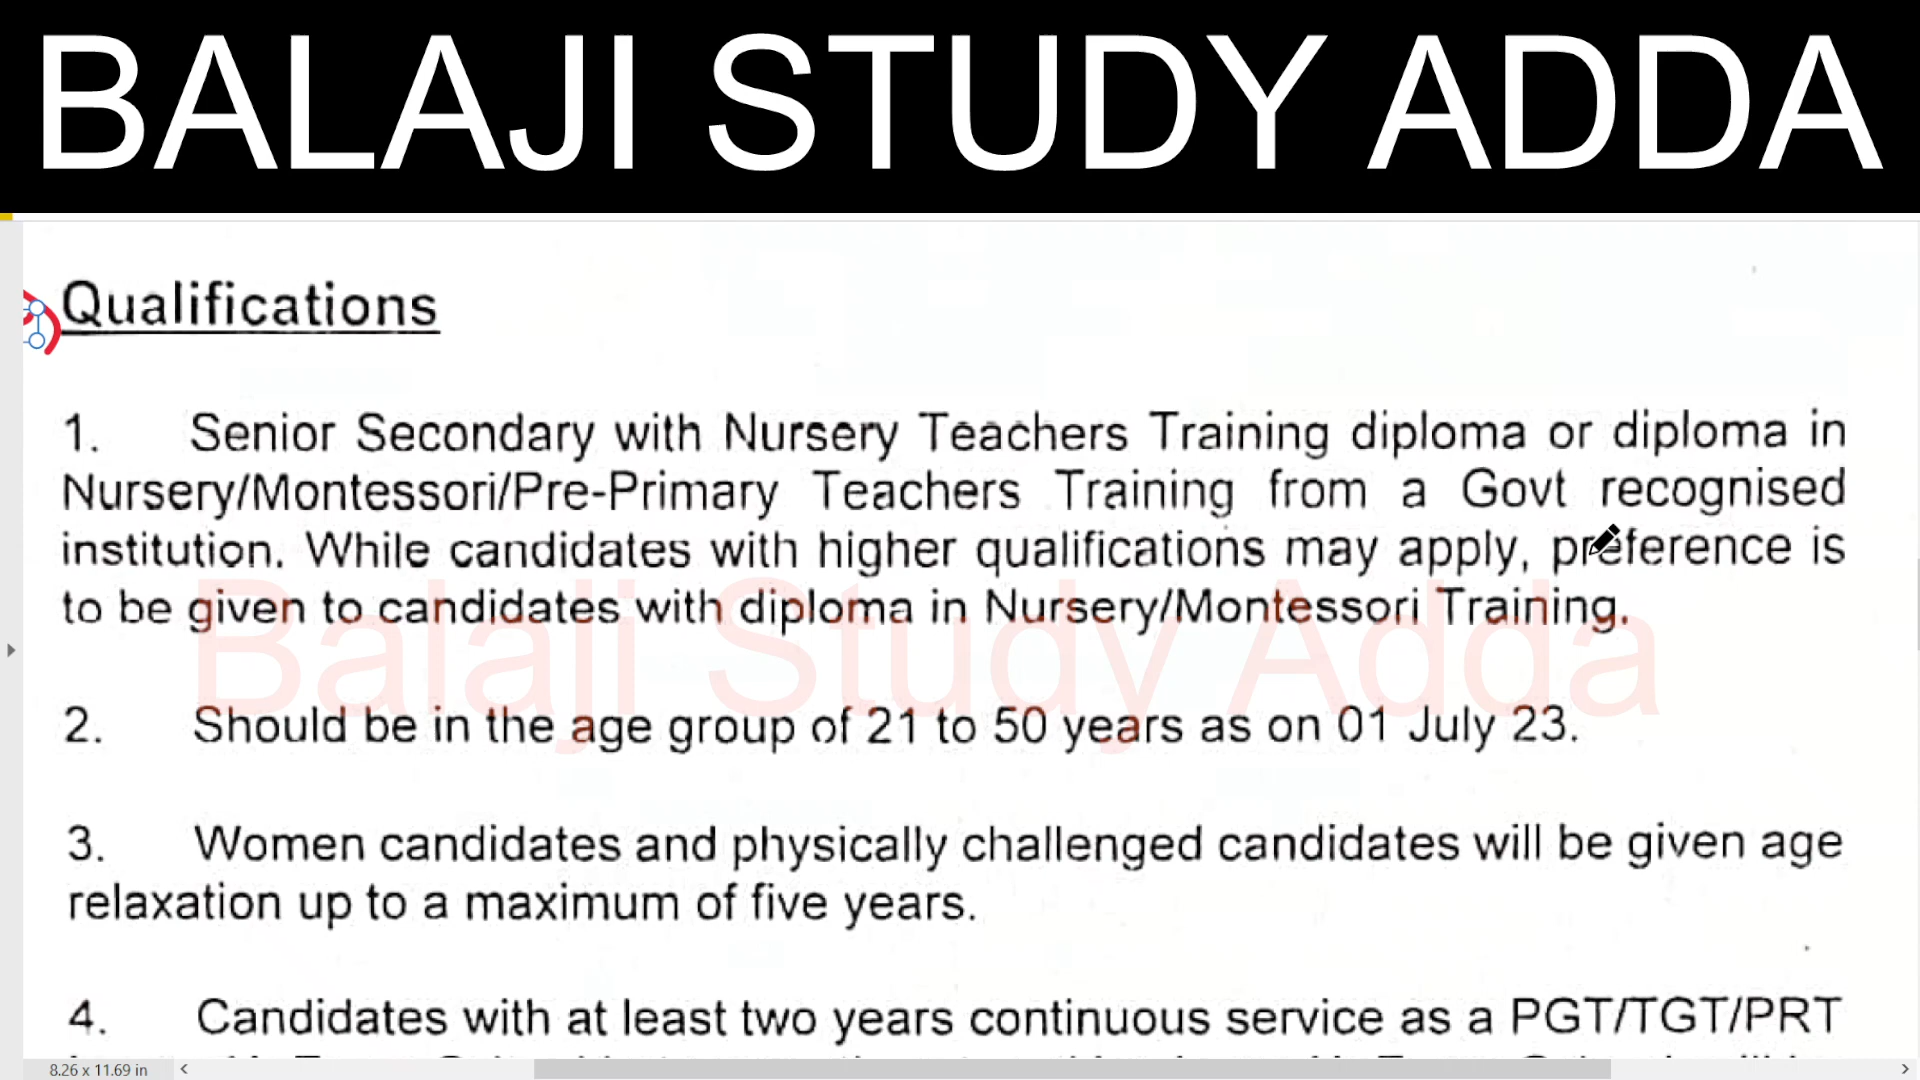 BALAJI STUDY ADDA
Qualifications
1. Senior Secondary with Nursery Teachers Training diploma or diploma in
Nursery/Montessori/Pre-Primary Teachers Training from a Govt recognised
institution. While candidates with higher qualifications may apply, preference is
to be given to candidates with diploma in Nursery/Montessori Training.
Balaji Study Adda
2. Should be in the age group of 21 to 50 years as on 01 July 23.
3. Women candidates and physically challenged candidates will be given age
relaxation up to a maximum of five years.
4. Candidates with at least two years continuous service as a PGT/TGT/PRT
8.26 x 11.69 in